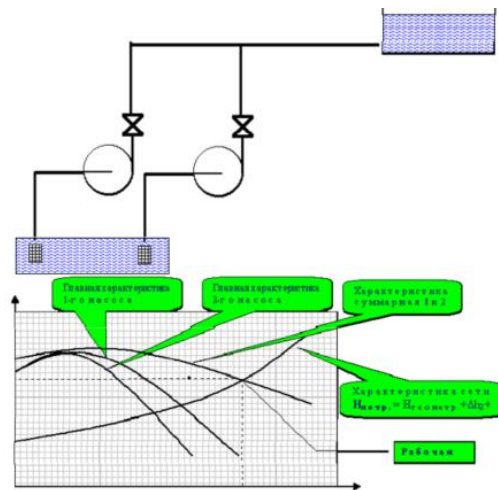 Главная характеристика
1-го насоса
Главная характеристика
2-го насоса
Характеристика
суммарная 1 и 2
Характеристика сети
Рабочая